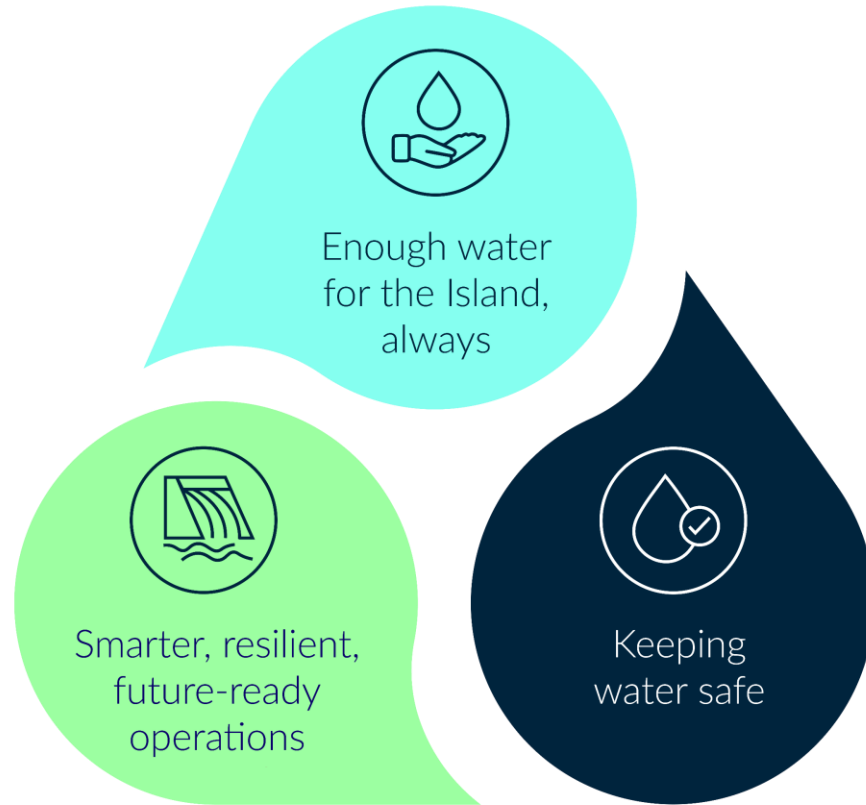 Enough water
for the Island,
always
Smarter, resilient,
future-ready
operations
Keeping
water safe